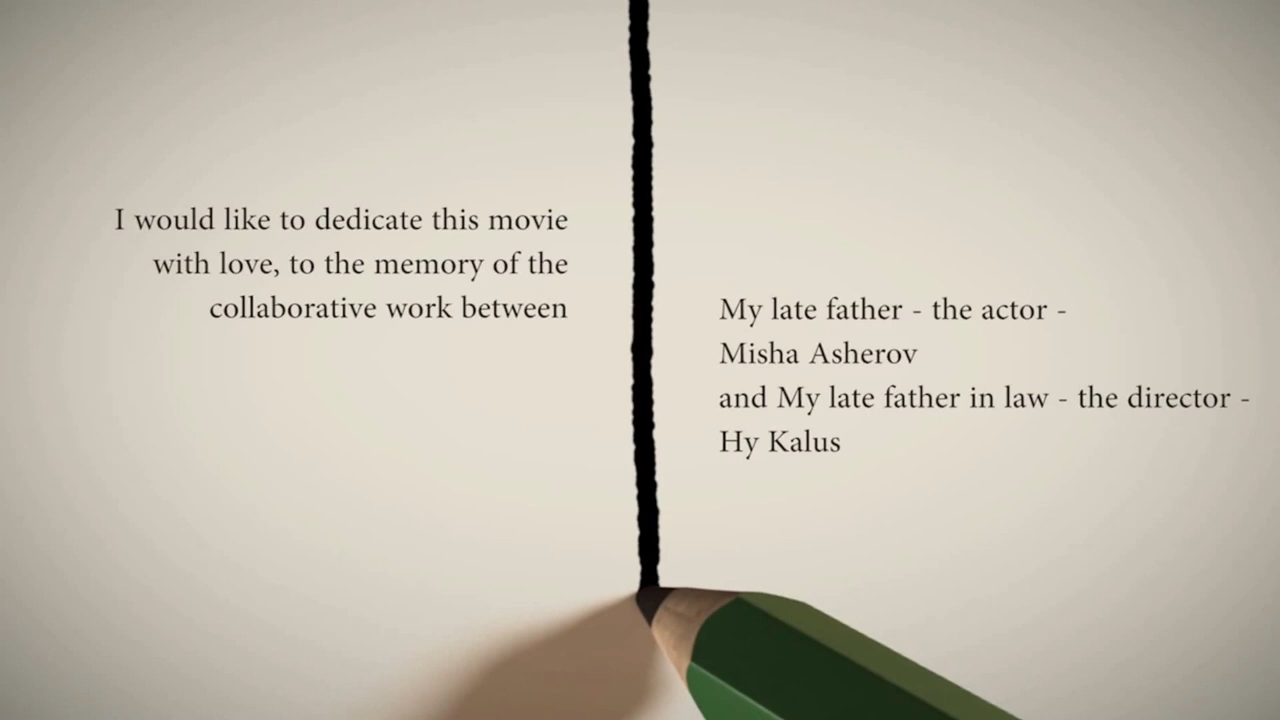 I would like to dedicate this movie
with love, to the memory of the
collaborative work between
My late father - the actor -
Misha Asherov
and My late father in law - the director -
Hy Kalus